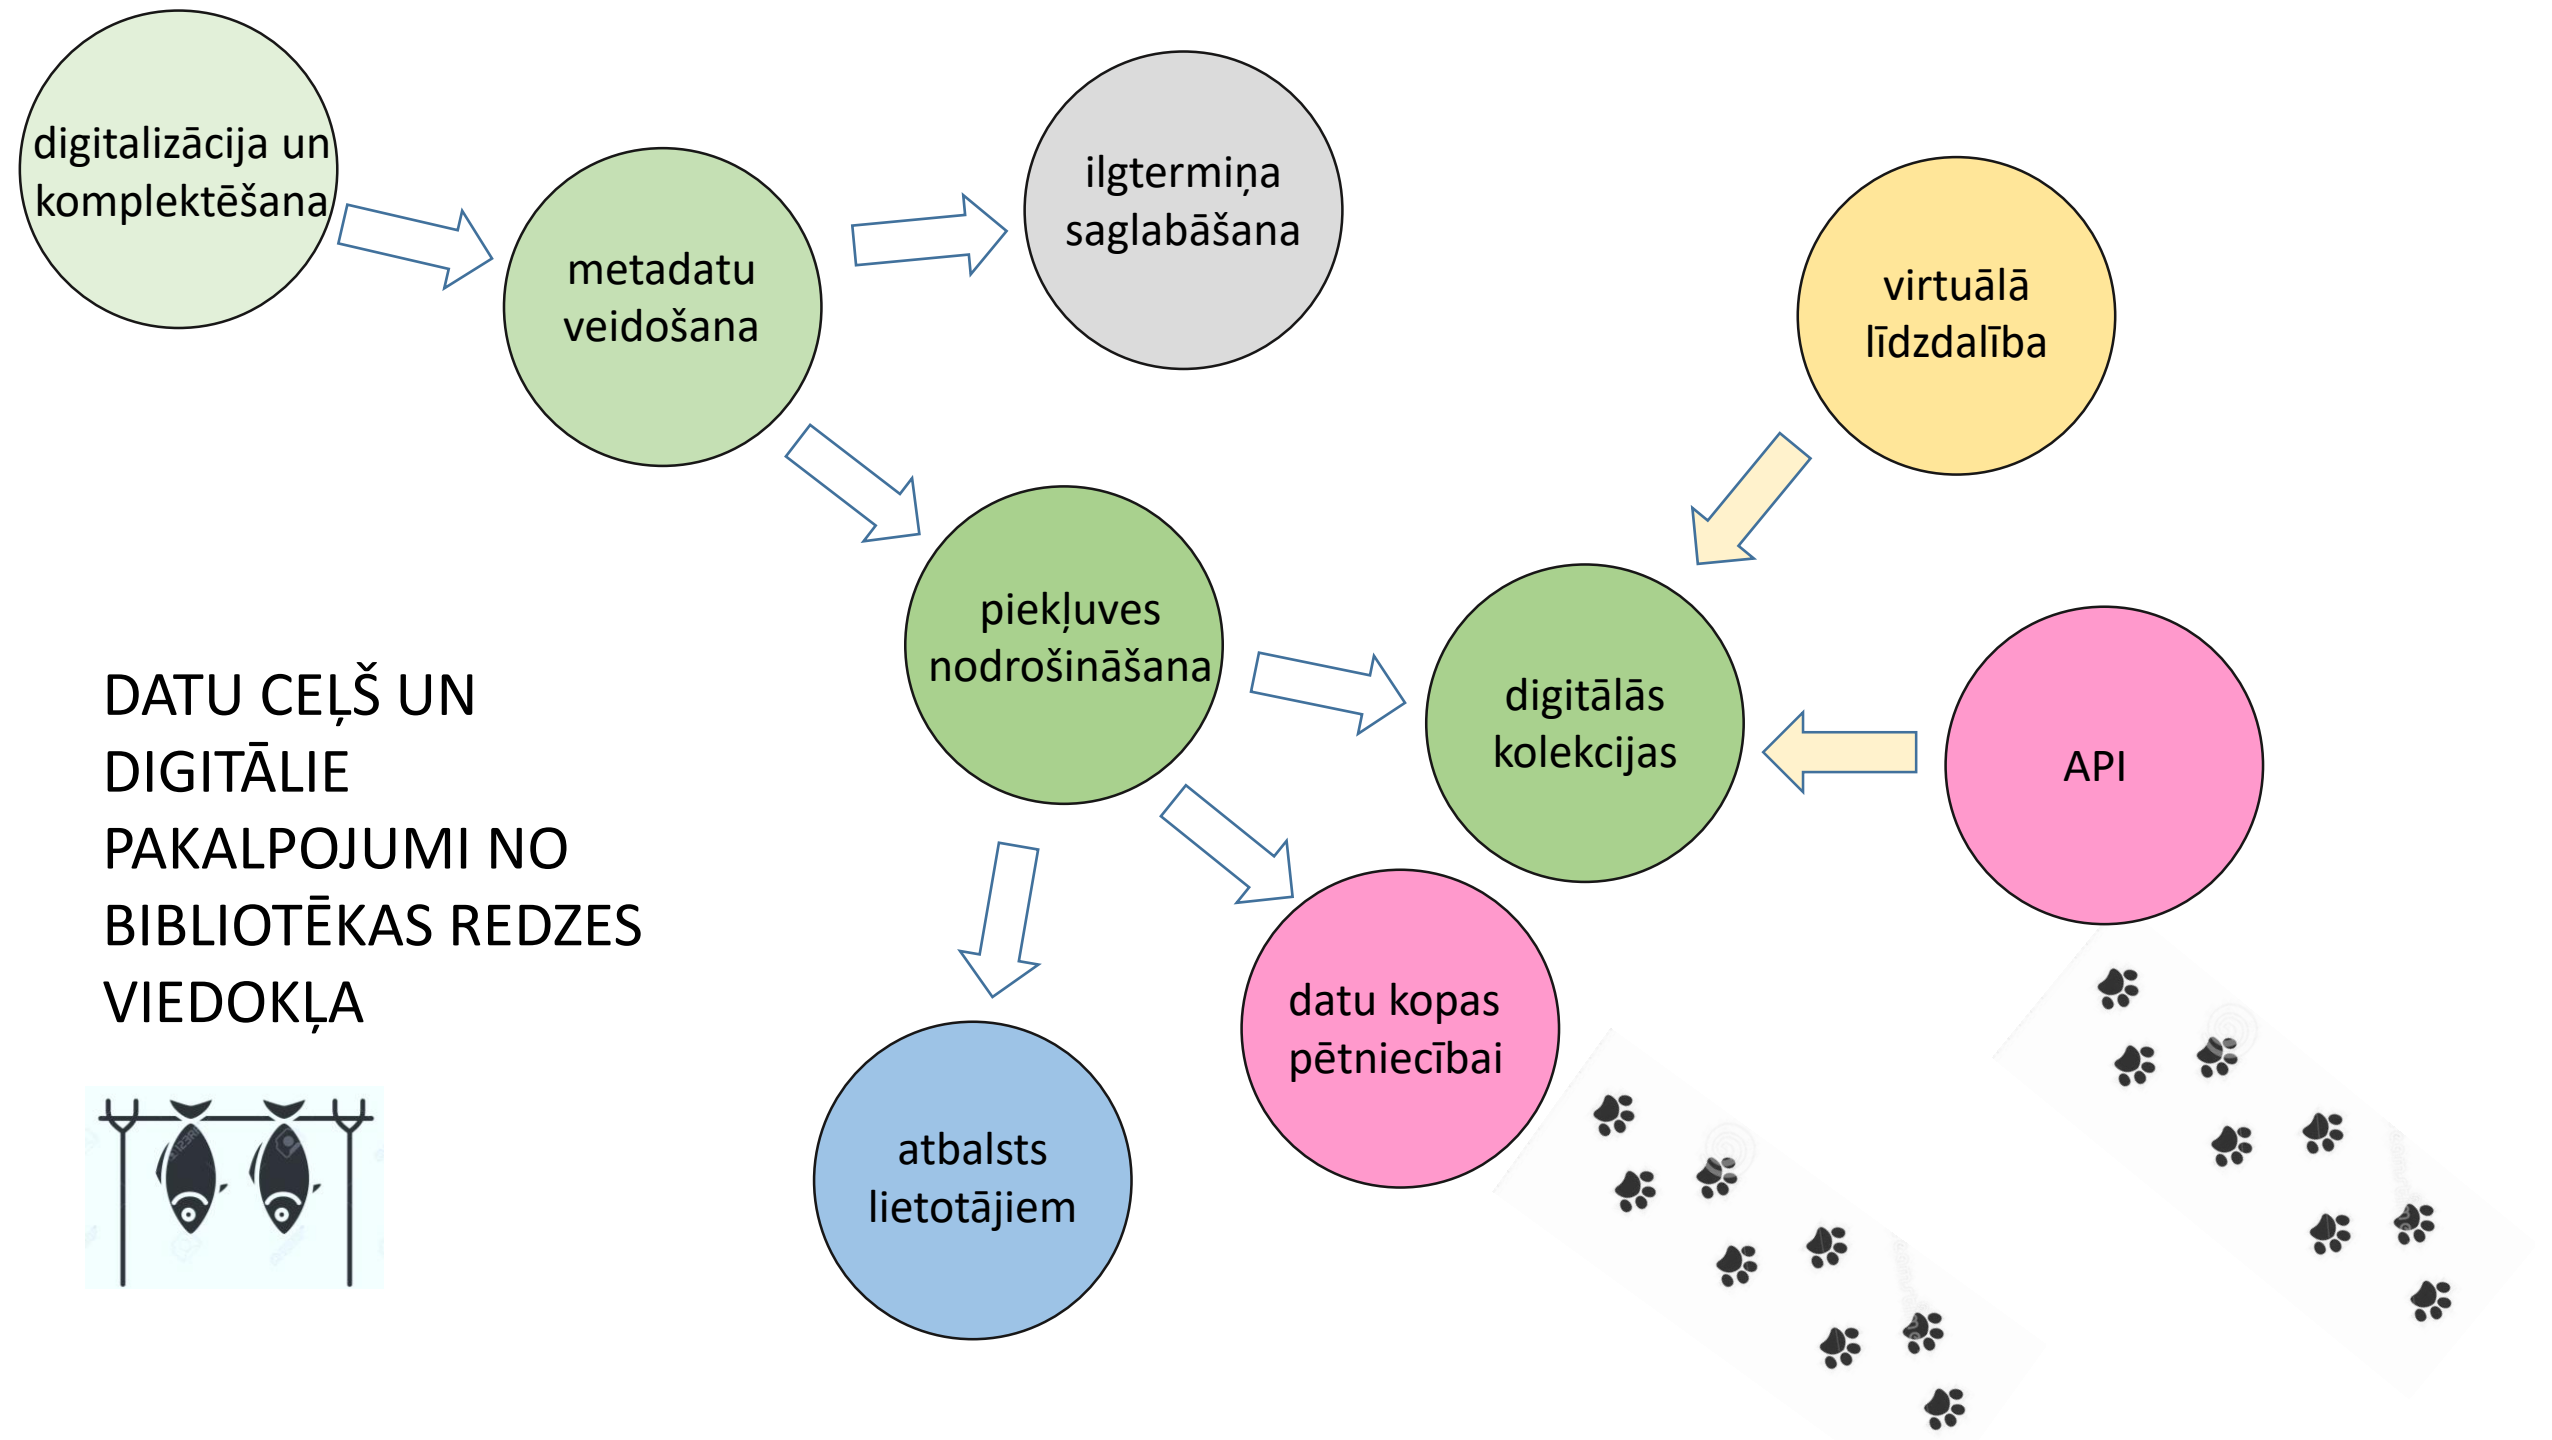 digitalizācija un
komplektēšana
metadatu
veidošana
ilgtermiņa
saglabāšana
virtuālā
līdzdalība
piekļuves
nodrošināšana
digitālās
kolekcijas
API
DATU CEĻŠ UN
DIGITĀLIE
PAKALPOJUMI NO
BIBLIOTĒKAS REDZES
VIEDOKĻA
datu kopas
pētniecībai
atbalsts
lietotājiem